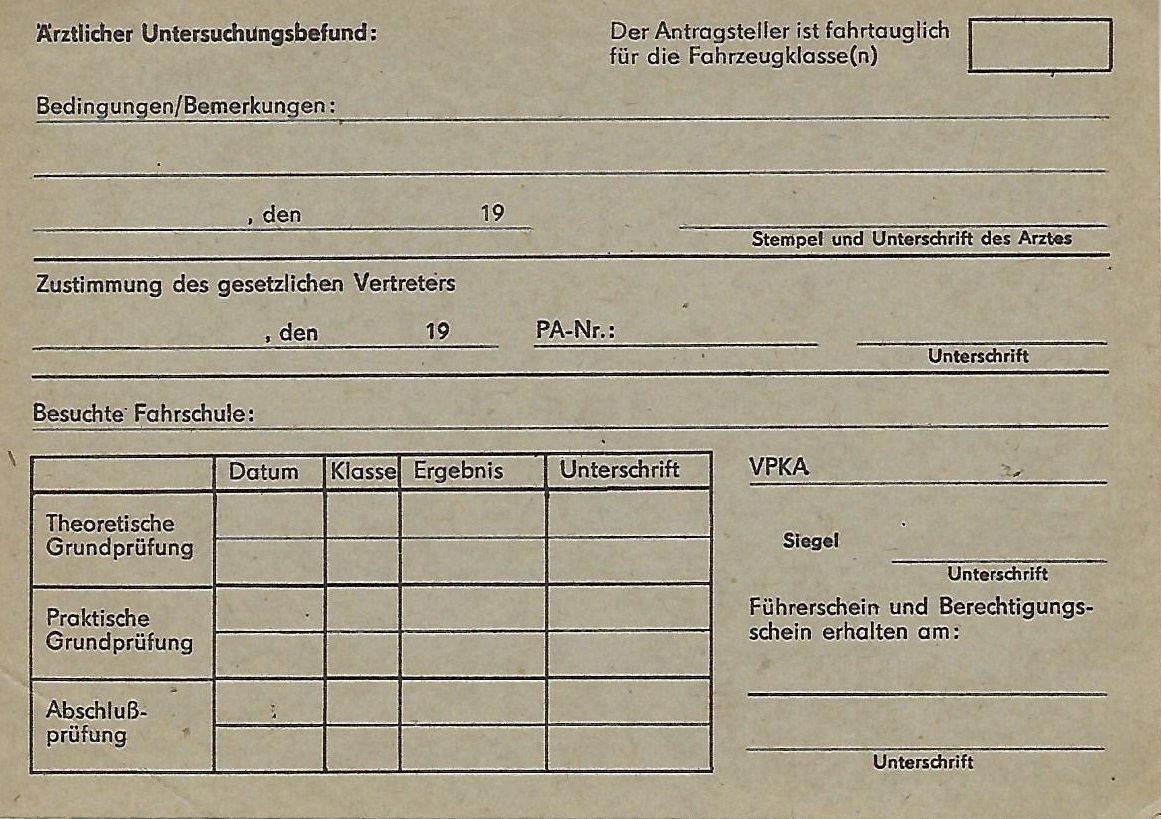 Ärztlicher Untersuchungsbefund:
Der Antragsteller ist fahrtauglich
für die Fahrzeugklasse(n)
Bedingungen/Bemerkungen:
, den 19
Stempel und Unterschrift des Arztes
Zustimmung des gesetzlichen Vertreters
, den 19 PA-Nr.:
Unterschrift
Besuchte Fahrschule:
Datum Klasse Ergebnis Unterschrift
Theoretische
Grundprüfung
Praktische
Grundprüfung
Abschluß-
prüfung
VPKA
Siegel
Unterschrift
Führerschein und Berechtigungs-
schein erhalten am:
Unterschrift